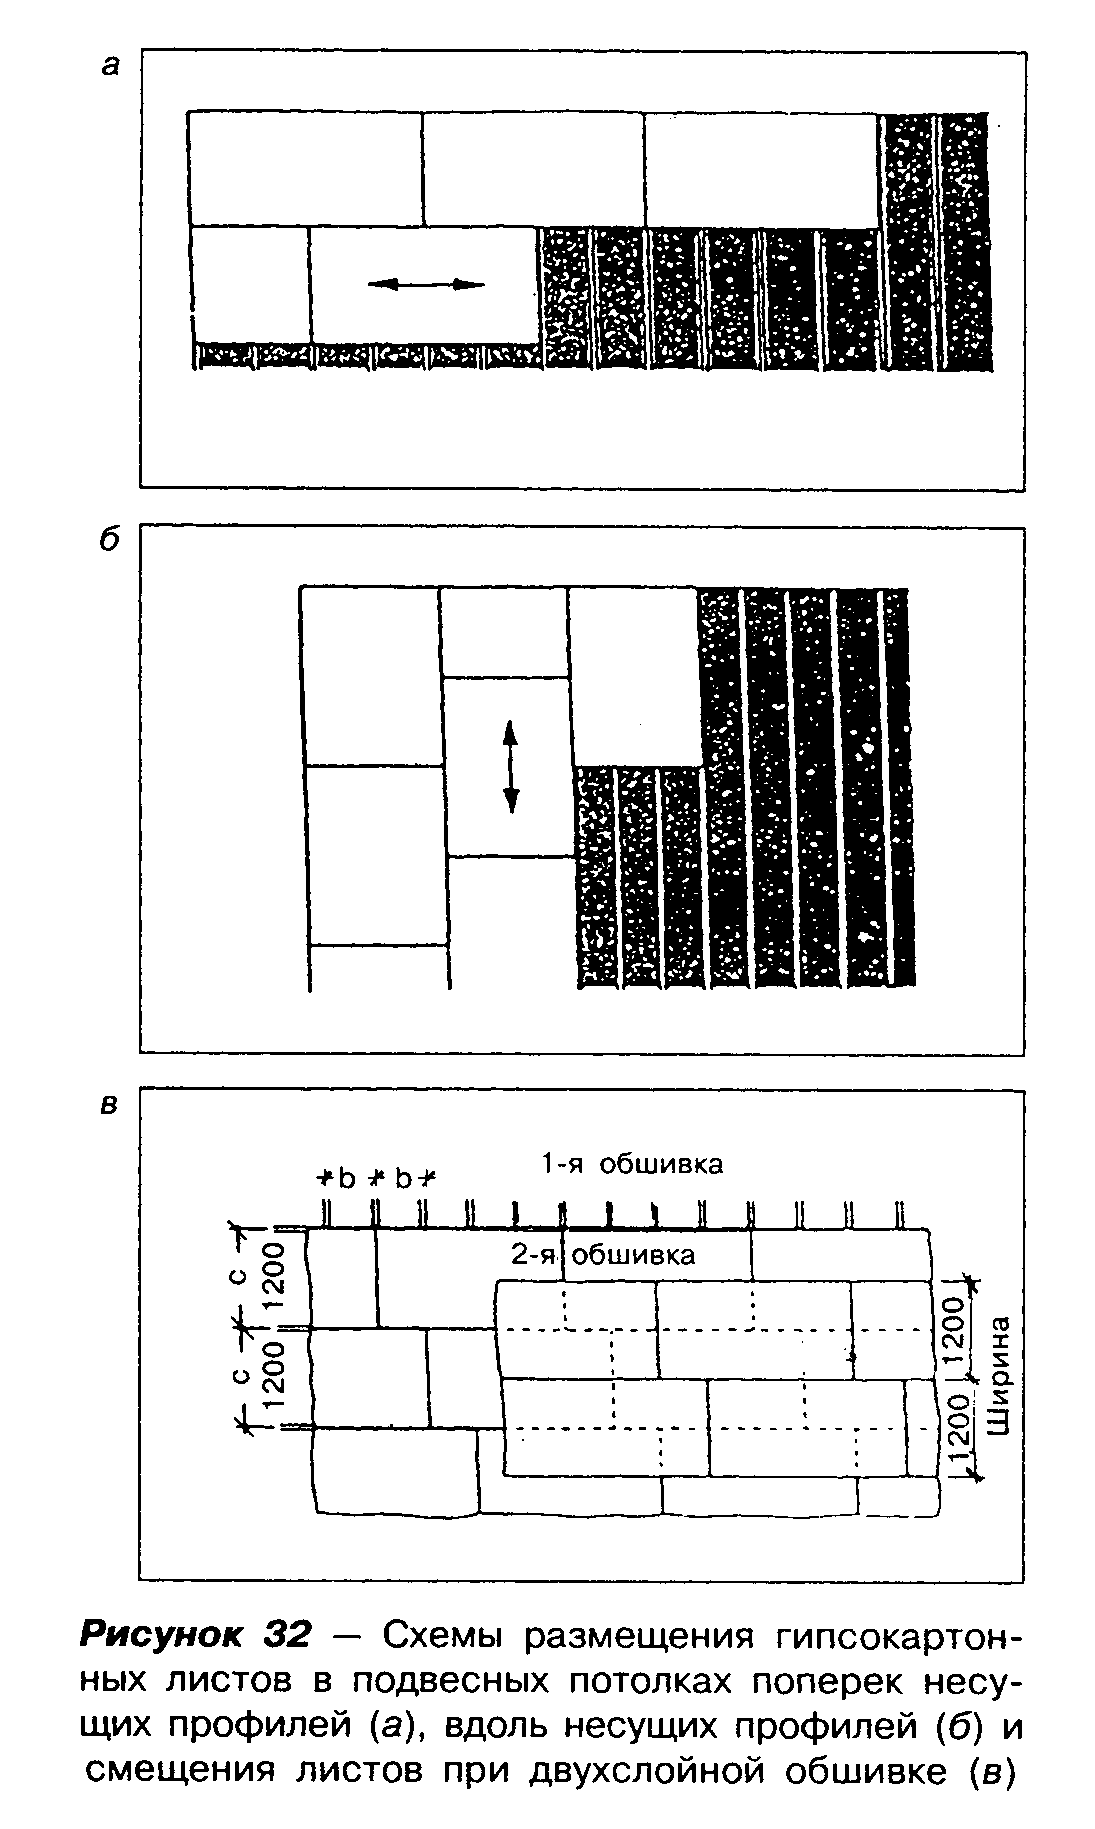 а
б
в
b b
1-я обшивка
2-я обшивка
с 1200
с 1200
1200
1200
Ширина
Рисунок 32 — Схемы размещения гипсокартон-
ных листов в подвесных потолках поперек несу-
щих профилей (а), вдоль несущих профилей (б) и
смещения листов при двухслойной обшивке (в)